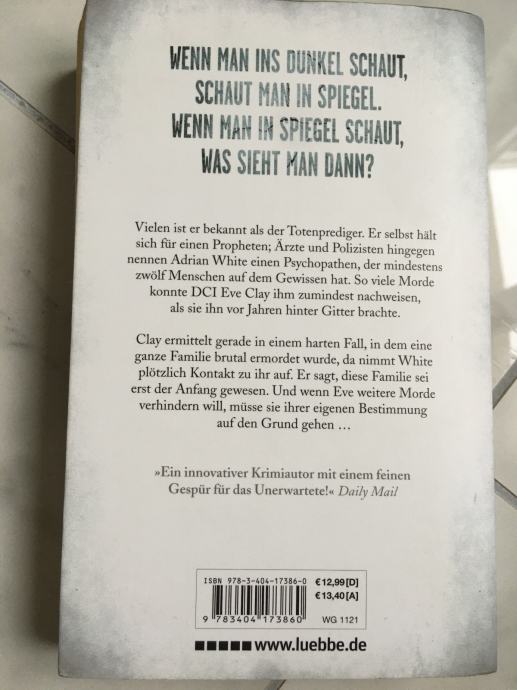 WENN MAN INS DUNKEL SCHAUT,
SCHAUT MAN IN SPIEGEL.
WENN MAN IN SPIEGEL SCHAUT,
WAS SIEHT MAN DANN?
Vielen ist er bekannt als der Totenprediger. Er selbst hält
sich für einen Propheten; Ärzte und Polizisten hingegen
nennen Adrian White einen Psychopathen, der mindestens
zwölf Menschen auf dem Gewissen hat. So viele Morde
konnte DCI Eve Clay ihm zumindest nachweisen,
als sie ihn vor Jahren hinter Gitter brachte.
Clay ermittelt gerade in einem harten Fall, in dem eine
ganze Familie brutal ermordet wurde, da nimmt White
plötzlich Kontakt zu ihr auf. Er sagt, diese Familie sei
erst der Anfang gewesen. Und wenn Eve weitere Morde
verhindern will, müsse sie ihrer eigenen Bestimmung
auf den Grund gehen …
»Ein innovativer Krimiautor mit einem feinen
Gespür für das Unerwartete!« Daily Mail
ISBN 978-3-404-17386-0
€ 12,99 [D]
€ 13,40 [A]
9 783404 173860
WG 1121
www.luebbe.de